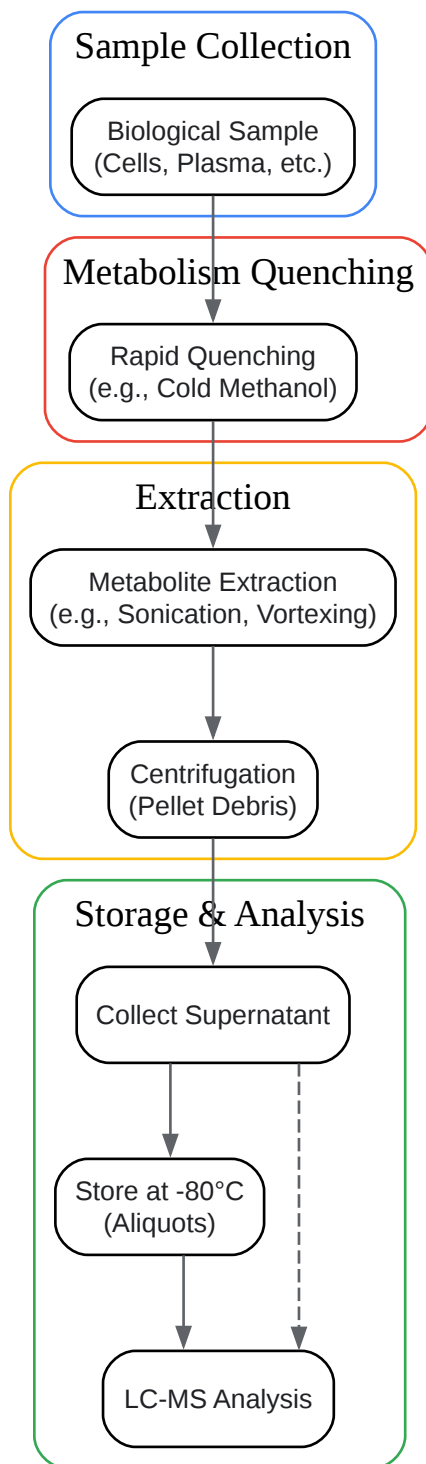 Sample Collection
Biological Sample
(Cells, Plasma, etc.)
Metabolism Quenching
Rapid Quenching
(e.g., Cold Methanol)
Extraction
Metabolite Extraction
(e.g., Sonication, Vortexing)
Centrifugation
(Pellet Debris)
Storage & Analysis
Collect Supernatant
Store at -80°C
(Aliquots)
LC-MS Analysis